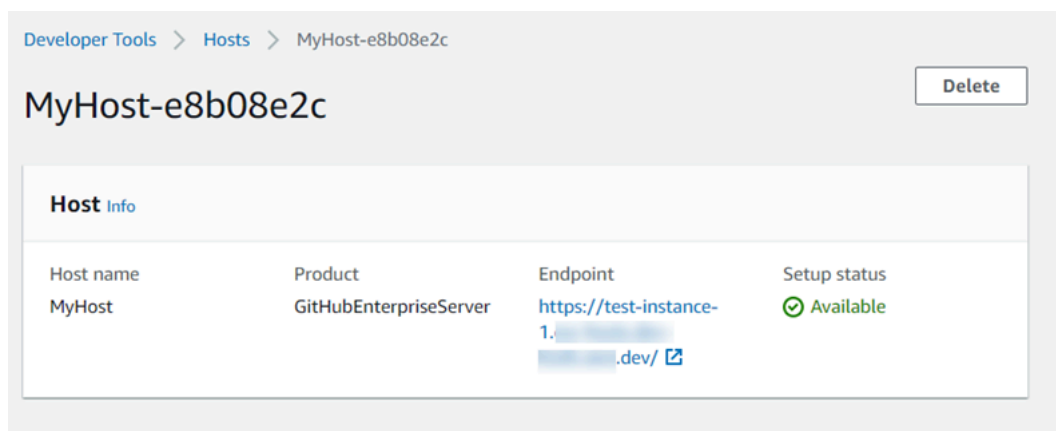 Developer Tools > Hosts > MyHost-e8b08e2c
MyHost-e8b08e2c
Delete
Host Info
Host name
MyHost
Product
GitHubEnterpriseServer
Endpoint
https://test-instance-
1.
.dev/
Setup status
Available